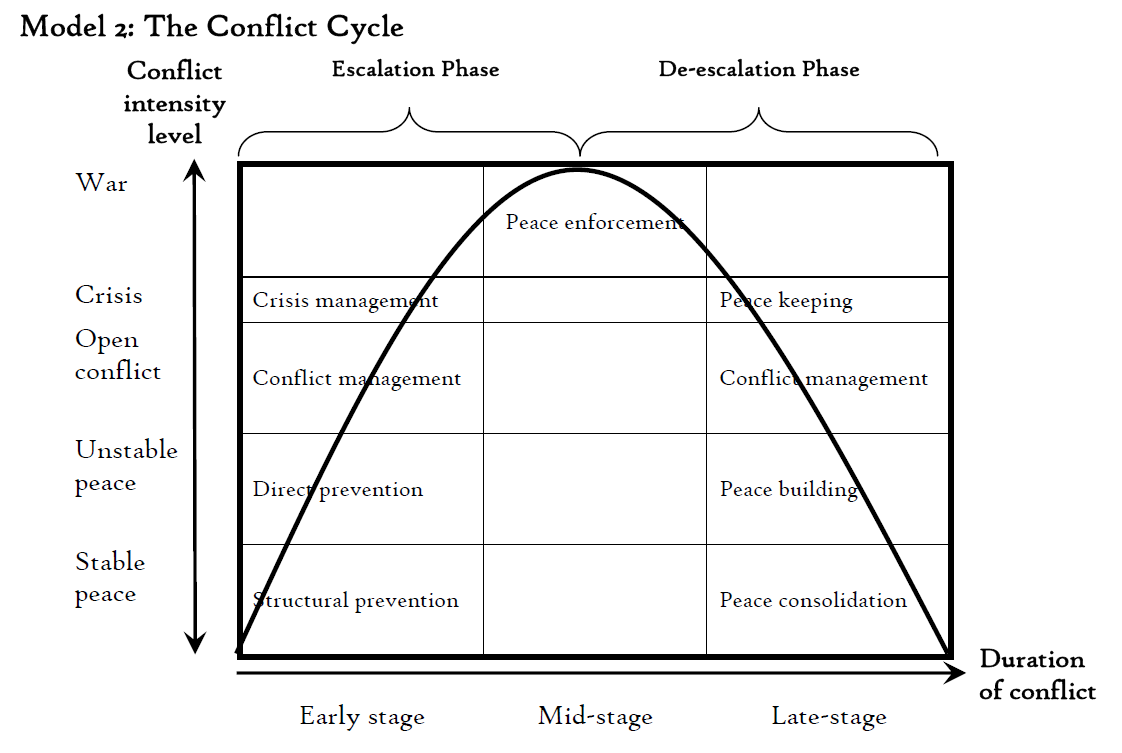 Model 2: The Conflict Cycle
Conflict
intensity
level
Escalation Phase
De-escalation Phase
War
Peace enforcement
Crisis
Crisis management
Peace keeping
Open
conflict
Conflict management
Conflict management
Unstable
peace
Direct prevention
Peace building
Stable
peace
Structural prevention
Peace consolidation
Duration
of conflict
Early stage
Mid-stage
Late-stage